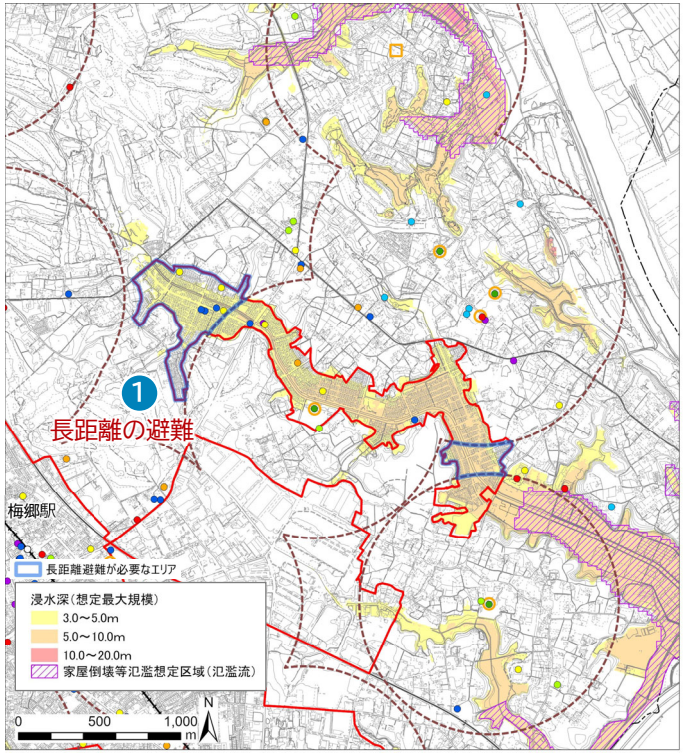 1
長距離の避難
梅郷駅
長距離避難が必要なエリア
浸水深(想定最大規模)
3.0〜5.0m
5.0〜10.0m
10.0〜20.0m
家屋倒壊等氾濫想定区域(氾濫流)
0 500 1,000
m
N